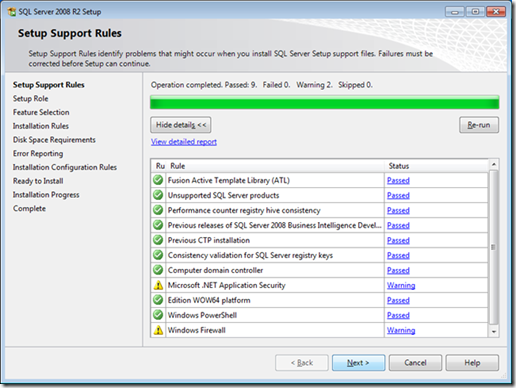 SQL Server 2008 R2 Setup
Setup Support Rules
Setup Support Rules identify problems that might occur when you install SQL Server Setup support files. Failures must be
corrected before Setup can continue.
Setup Support Rules
Setup Role
Feature Selection
Installation Rules
Disk Space Requirements
Error Reporting
Installation Configuration Rules
Ready to Install
Installation Progress
Complete
Operation completed. Passed: 9. Failed 0. Warning 2. Skipped 0.
Hide details <<
Re-run
View detailed report
Ru Rule Status
Fusion Active Template Library (ATL) Passed
Unsupported SQL Server products Passed
Performance counter registry hive consistency Passed
Previous releases of SQL Server 2008 Business Intelligence Devel... Passed
Previous CTP installation Passed
Consistency validation for SQL Server registry keys Passed
Computer domain controller Passed
Microsoft .NET Application Security Warning
Edition WOW64 platform Passed
Windows PowerShell Passed
Windows Firewall Warning
< Back
Next >
Cancel
Help